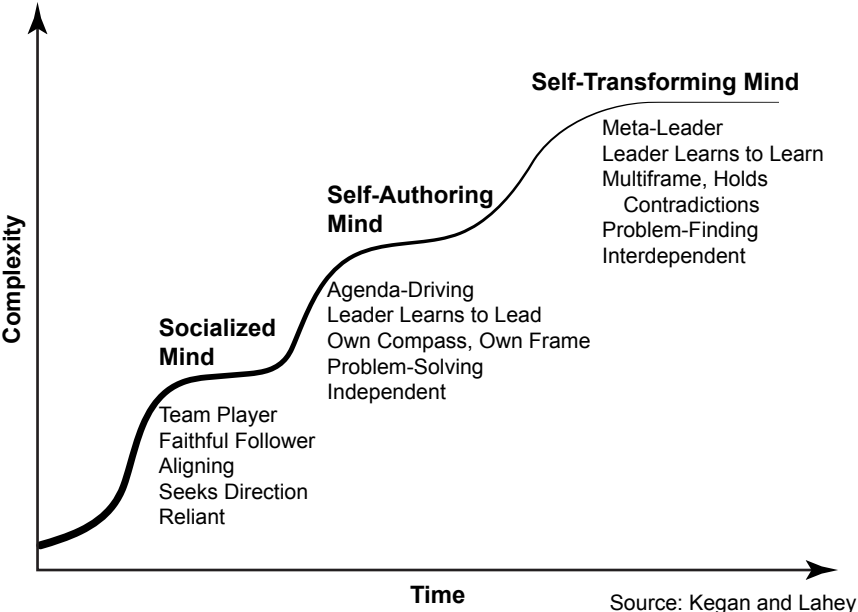 Self-Transforming Mind
Meta-Leader
Leader Learns to Learn
Multiframe, Holds
Contradictions
Problem-Finding
Interdependent
Self-Authoring
Mind
Agenda-Driving
Leader Learns to Lead
Own Compass, Own Frame
Problem-Solving
Independent
Socialized
Mind
Team Player
Faithful Follower
Aligning
Seeks Direction
Reliant
Complexity
Time
Source: Kegan and Lahey